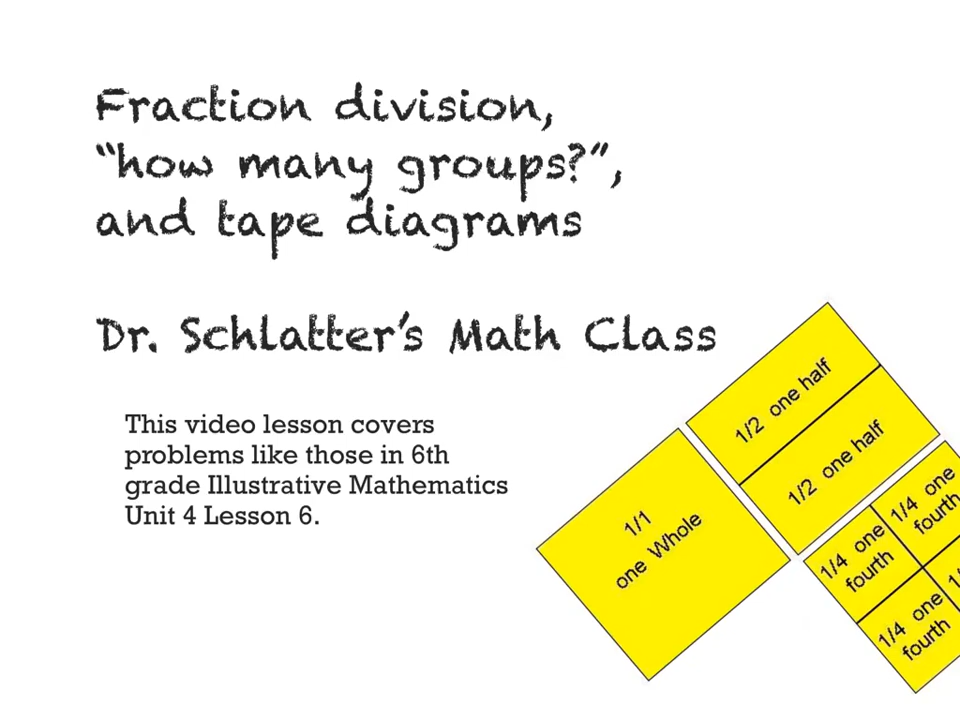 Fraction division,
“how many groups?”,
and tape diagrams
Dr. Schlatter’s Math Class
This video lesson covers
problems like those in 6th
grade Illustrative Mathematics
Unit 4 Lesson 6.
1/1
one Whole
1/2 one half
1/2 one half
1/4 one
fourth
1/4 one
fourth
1/4 one
fourth